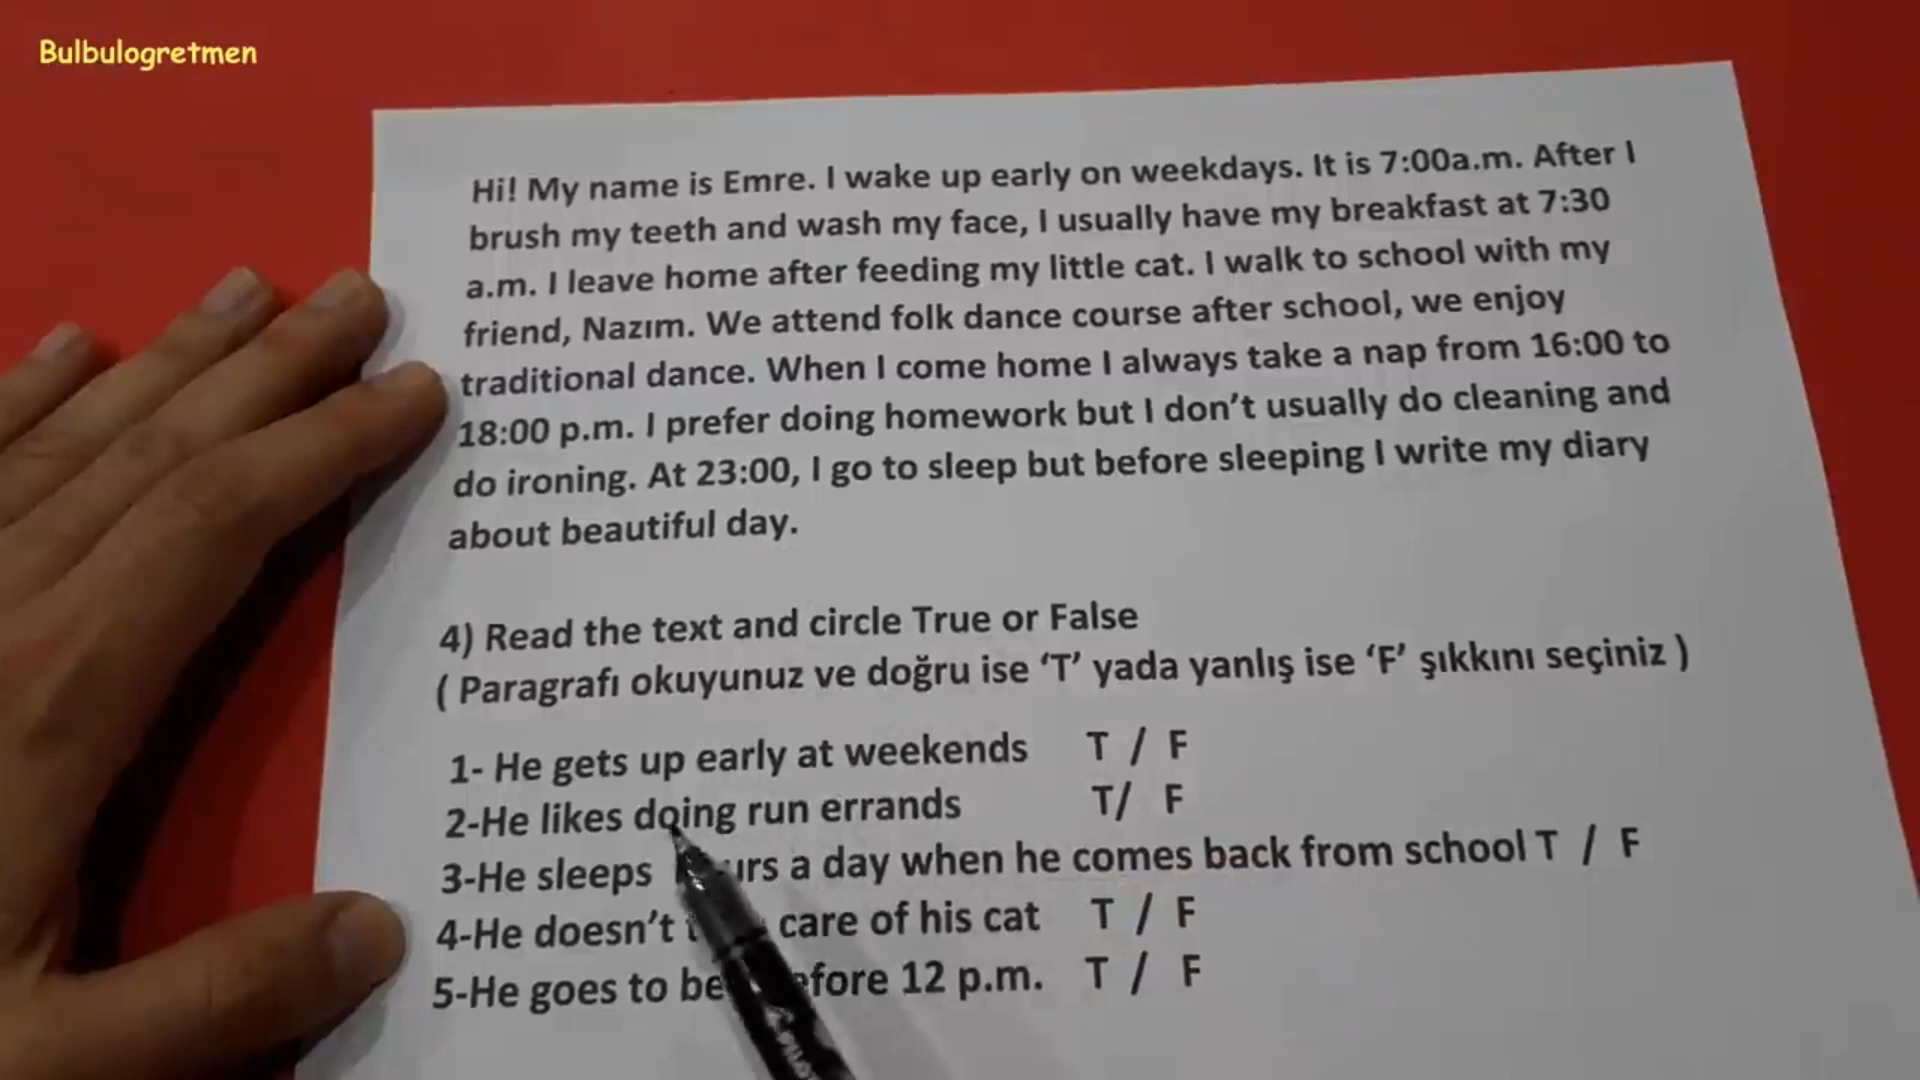 Bulbulogretmen
Hi! My name is Emre. I wake up early on weekdays. It is 7:00a.m. After I
brush my teeth and wash my face, I usually have my breakfast at 7:30
a.m. I leave home after feeding my little cat. I walk to school with my
friend, Nazım. We attend folk dance course after school, we enjoy
traditional dance. When I come home I always take a nap from 16:00 to
18:00 p.m. I prefer doing homework but I don't usually do cleaning and
do ironing. At 23:00, I go to sleep but before sleeping I write my diary
about beautiful day.
4) Read the text and circle True or False
( Paragrafı okuyunuz ve doğru ise ‘T’ yada yanlış ise ‘F’ şıkkını seçiniz )
1- He gets up early at weekends T / F
2-He likes doing run errands T/ F
3-He sleeps a day when he comes back from school T / F
4-He doesn't care of his cat T / F
5-He goes to 12 p.m. T / F